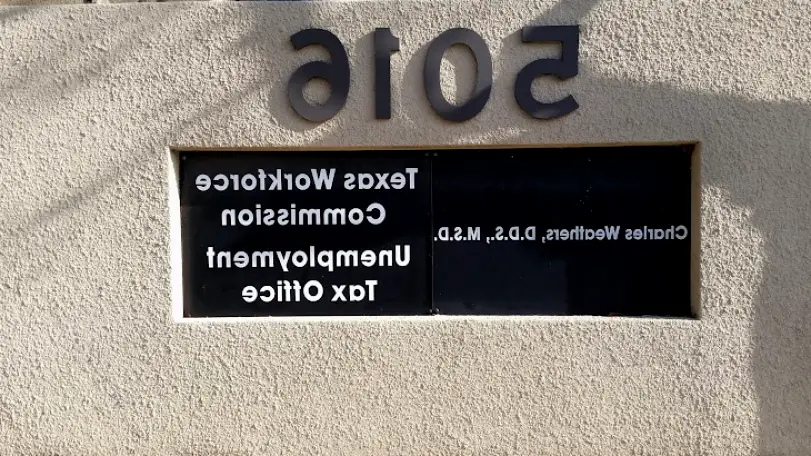 5016
Charles Weathers, D.D.S., M.S.D.
Texas Workforce
Commission
Unemployment
Tax Office